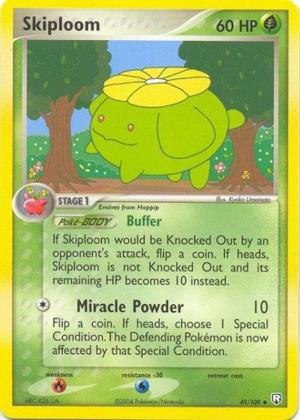 Skiploom 60 HP
Illus. Kyoko Umemoto
STAGE 1
Evolves from Hoppip
Poké-BODY Buffer
If Skiploom would be Knocked Out by an
opponent's attack, flip a coin. If heads,
Skiploom is not Knocked Out and its
remaining HP becomes 10 instead.
Miracle Powder 10
Flip a coin. If heads, choose 1 Special
Condition. The Defending Pokémon is now
affected by that Special Condition.
weakness resistance -30 retreat cost
©2004 Pokémon/Nintendo 49/109
R